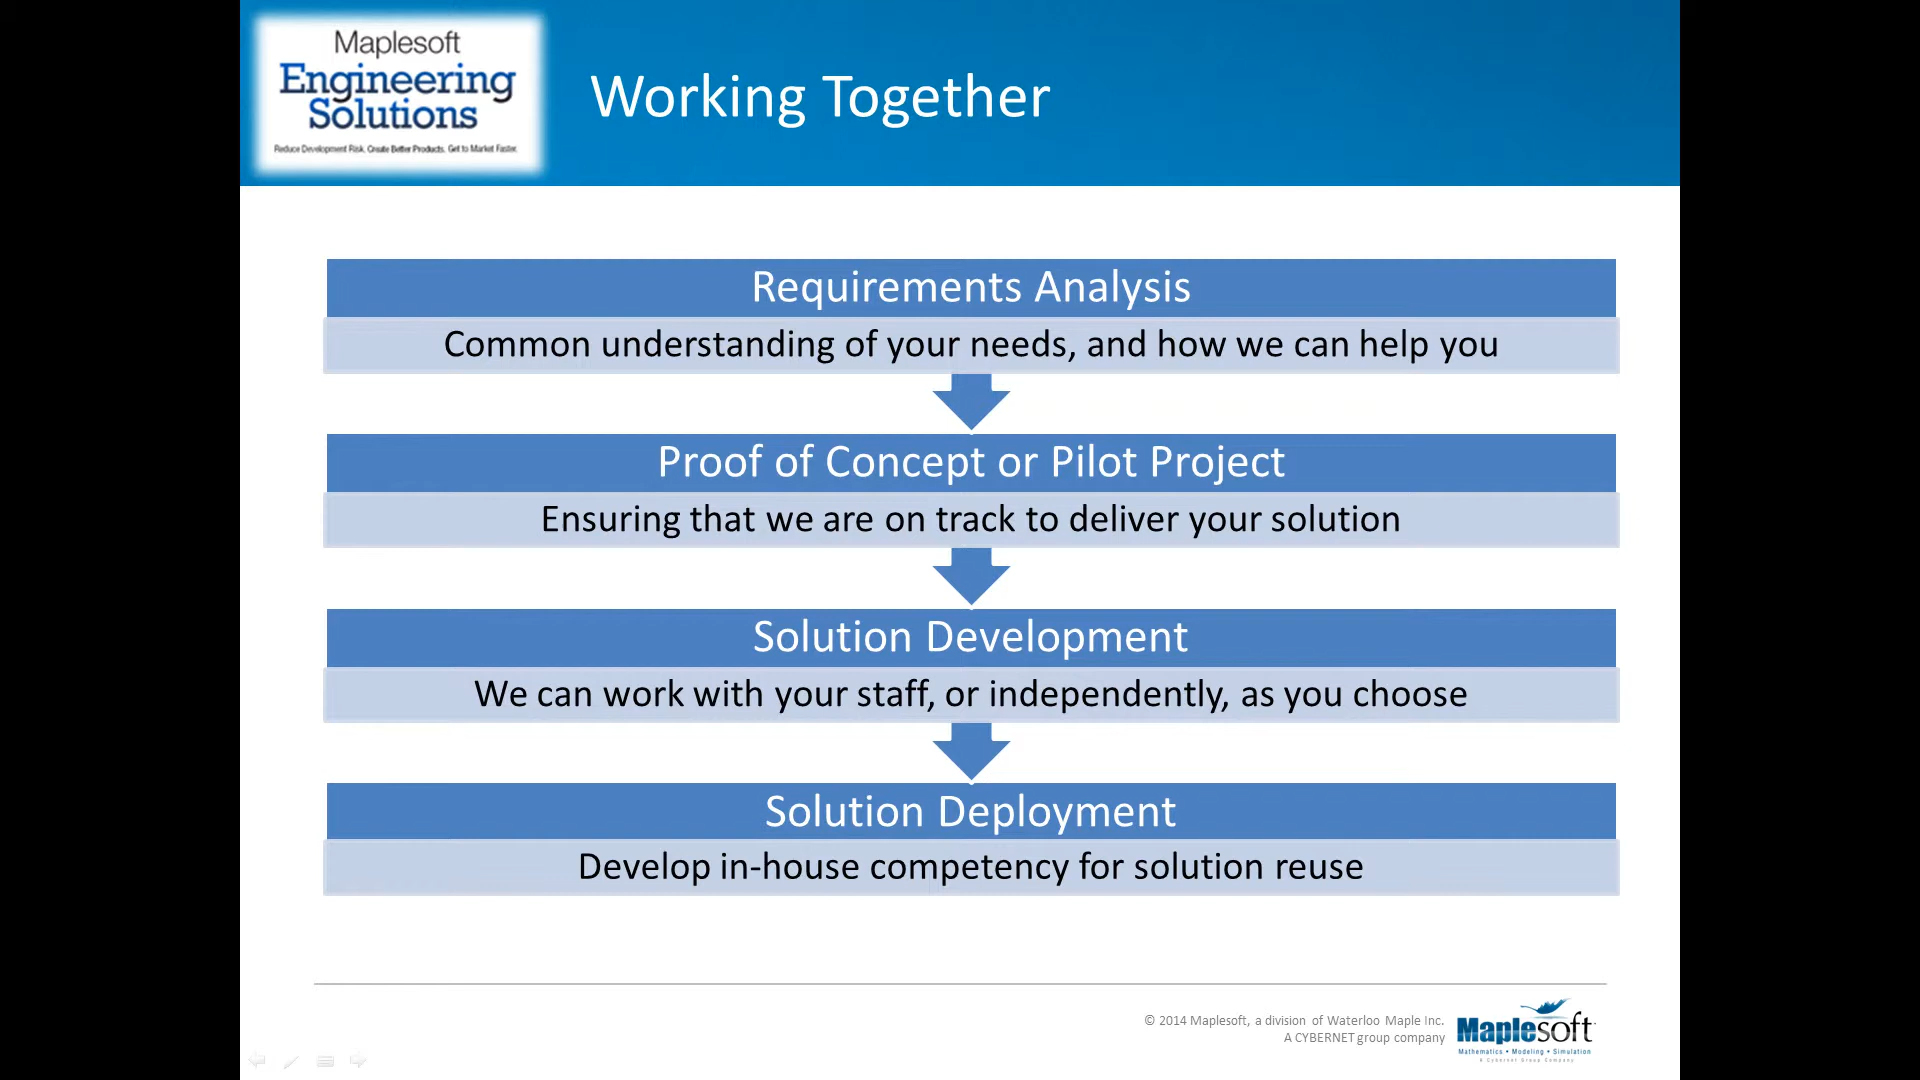 Maplesoft
Engineering
Solutions
Reduce Development Risk. Create Better Products. Get to Market Faster.
Working Together
Requirements Analysis
Common understanding of your needs, and how we can help you
Proof of Concept or Pilot Project
Ensuring that we are on track to deliver your solution
Solution Development
We can work with your staff, or independently, as you choose
Solution Deployment
Develop in-house competency for solution reuse
© 2014 Maplesoft, a division of Waterloo Maple Inc.
A CYBERNET group company
Maplesoft
Mathematics • Modeling • Simulation
A Cybernet Group Company